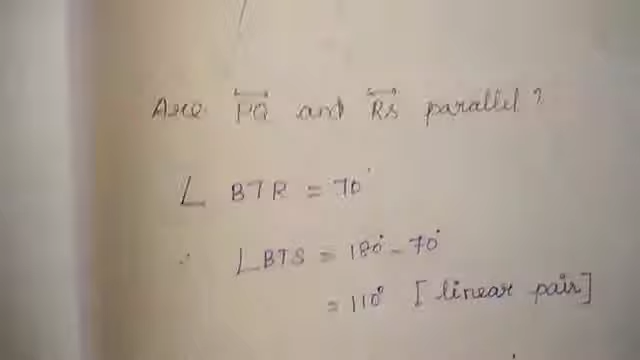 Are PQ and RS parallel?
∠ BTR = 70°
∴ ∠BTS = 180° - 70°
= 110° [linear pair]